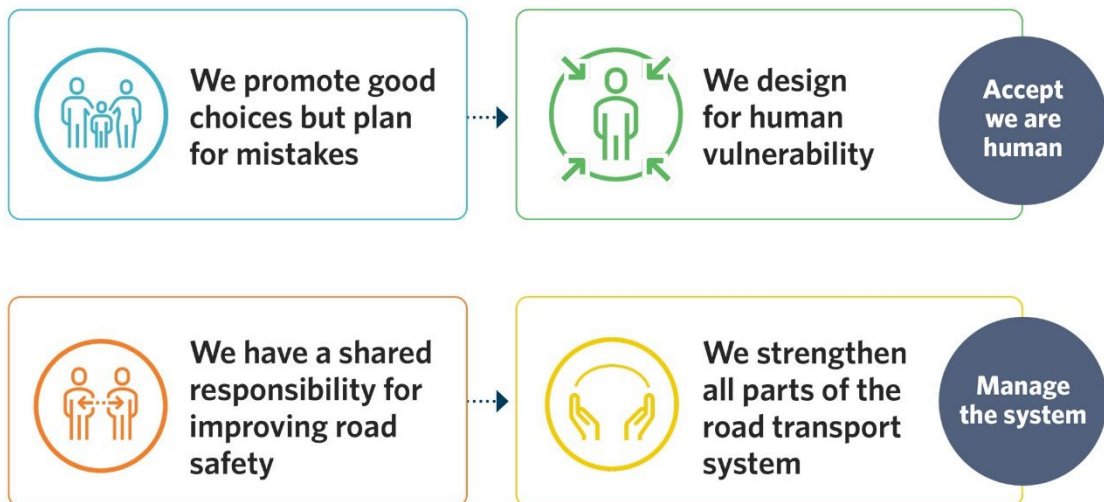 We promote good
choices but plan
for mistakes
We design
for human
vulnerability
Accept
we are
human
We have a shared
responsibility for
improving road
safety
We strengthen
all parts of the
road transport
system
Manage
the system